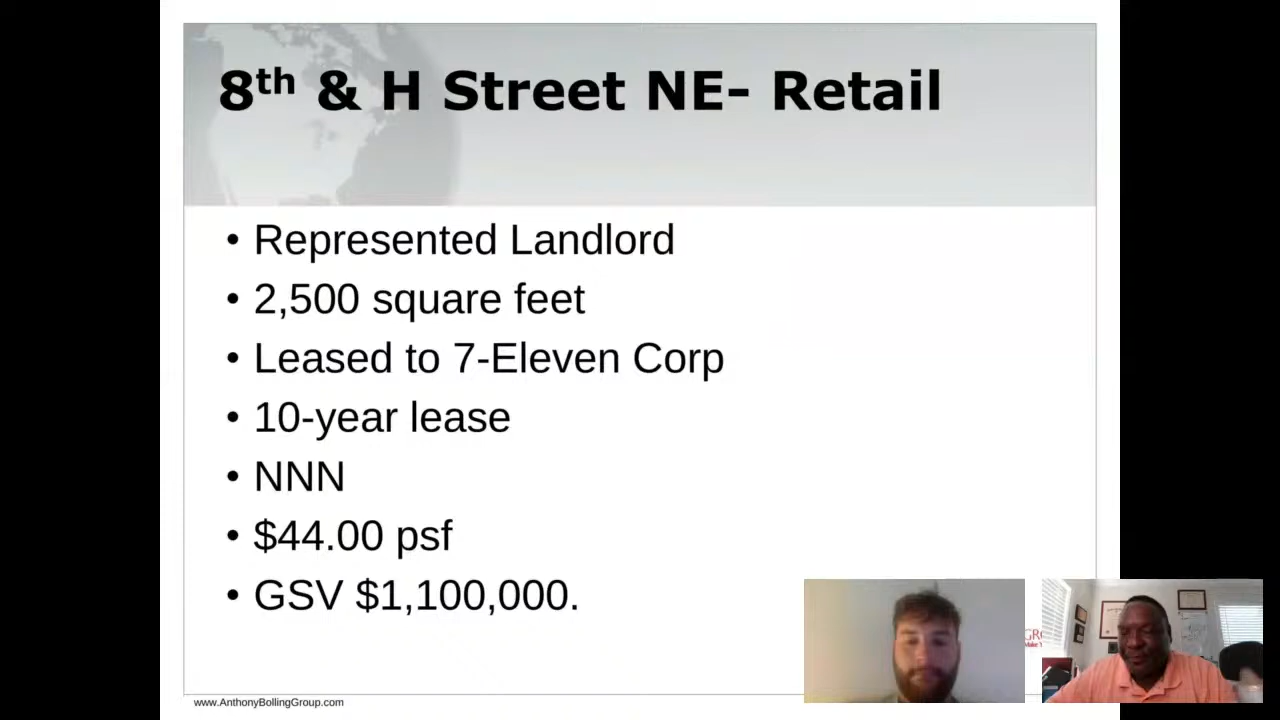 8th & H Street NE- Retail
• Represented Landlord
• 2,500 square feet
• Leased to 7-Eleven Corp
• 10-year lease
• NNN
• $44.00 psf
• GSV $1,100,000.
www.AnthonyBollingGroup.com